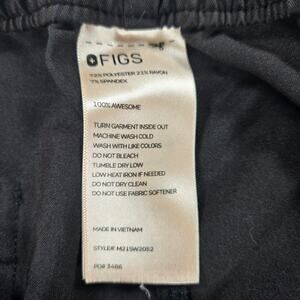 FIGS
72% POLYESTER 21% RAYON
7% SPANDEX
100% AWESOME
TURN GARMENT INSIDE OUT
MACHINE WASH COLD
WASH WITH LIKE COLORS
DO NOT BLEACH
TUMBLE DRY LOW
LOW HEAT IRON IF NEEDED
DO NOT DRY CLEAN
DO NOT USE FABRIC SOFTENER
MADE IN VIETNAM
STYLE# M21SW2052
PO# 3486